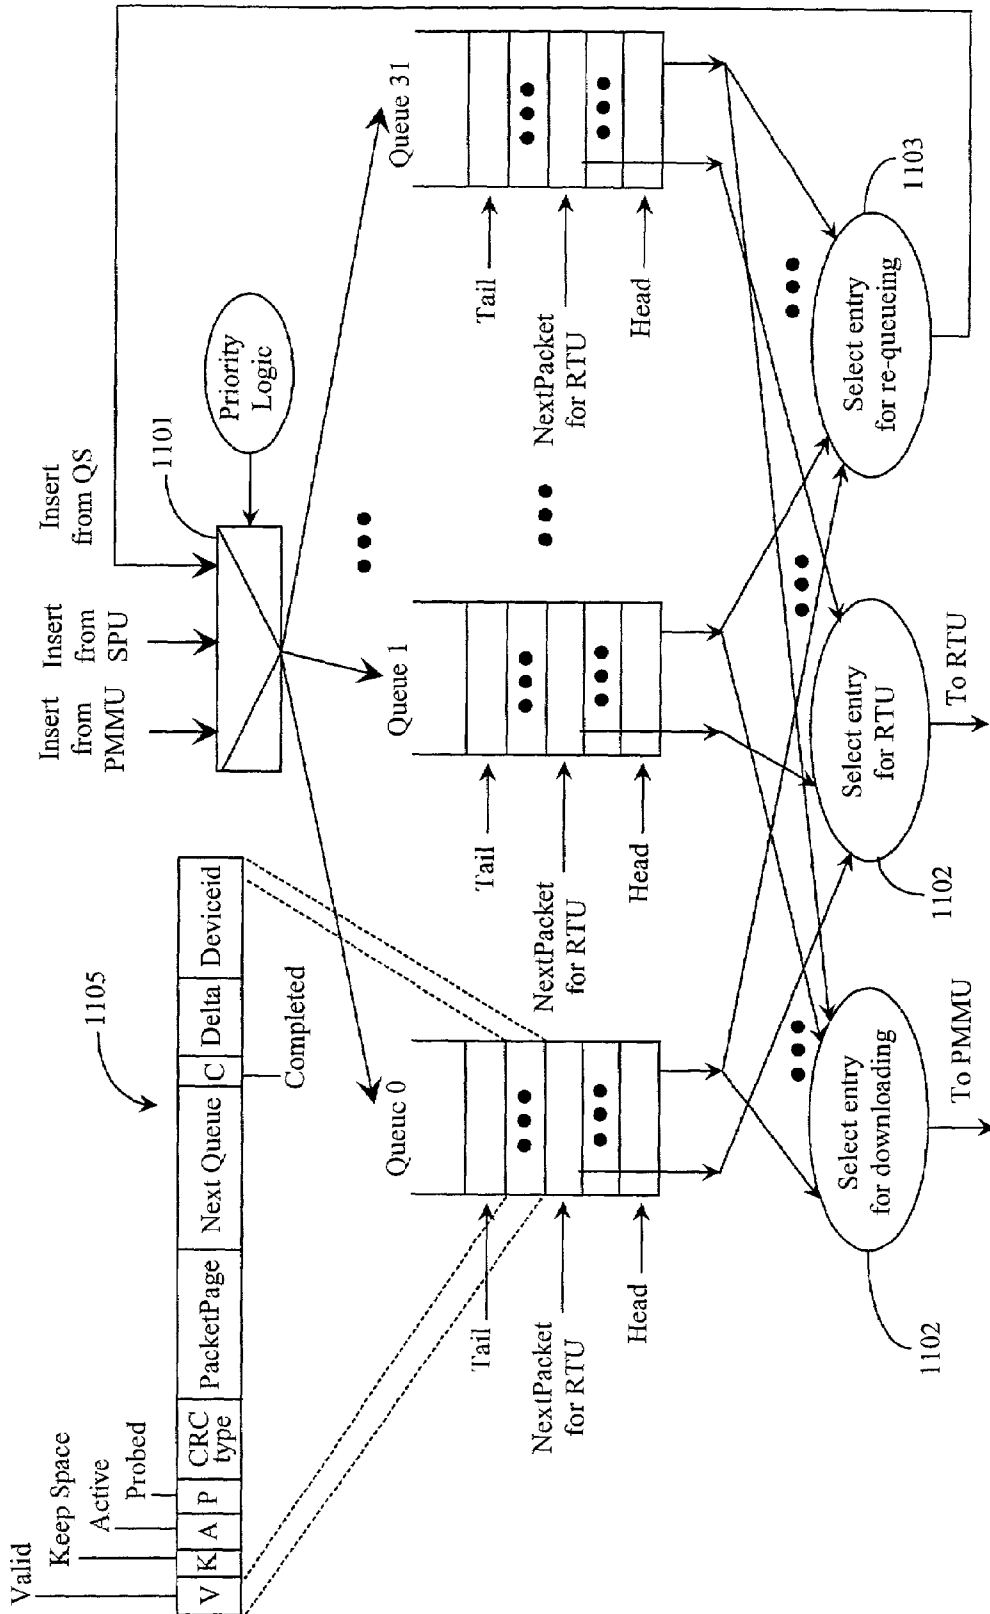 Valid
Keep Space
Active
Probed
V
K
A
P
CRC
type
PacketPage
Next Queue
C
Delta
Deviceid
Completed
1105
Insert
from
PMMU
Insert
from
SPU
Insert
from QS
1101
Priority
Logic
Queue 0
Tail
NextPacket
for RTU
Head
Queue 1
Tail
NextPacket
for RTU
Head
Queue 31
Tail
NextPacket
for RTU
Head
Select entry
for downloading
1102
To PMMU
Select entry
for RTU
1102
To RTU
Select entry
for re-queueing
1103